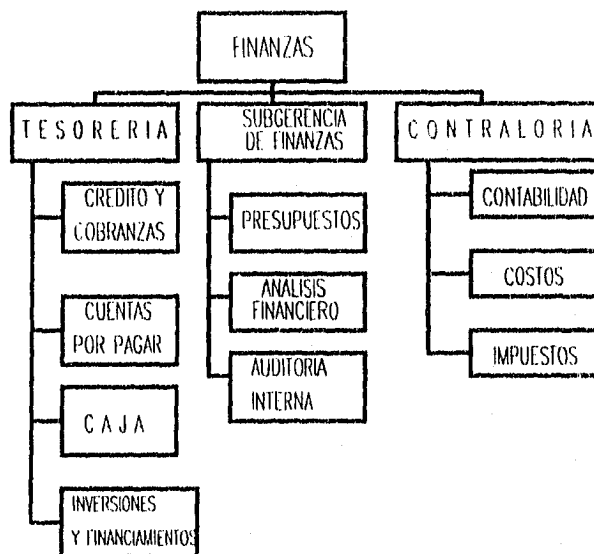 FINANZAS
TESORERIA
SUBGERENCIA
DE FINANZAS
CONTRALORIA
CREDITO Y
COBRANZAS
CUENTAS
POR PAGAR
CAJA
INVERSIONES
Y FINANCIAMIENTOS
PRESUPUESTOS
ANALISIS
FINANCIERO
AUDITORIA
INTERNA
CONTABILIDAD
COSTOS
IMPUESTOS